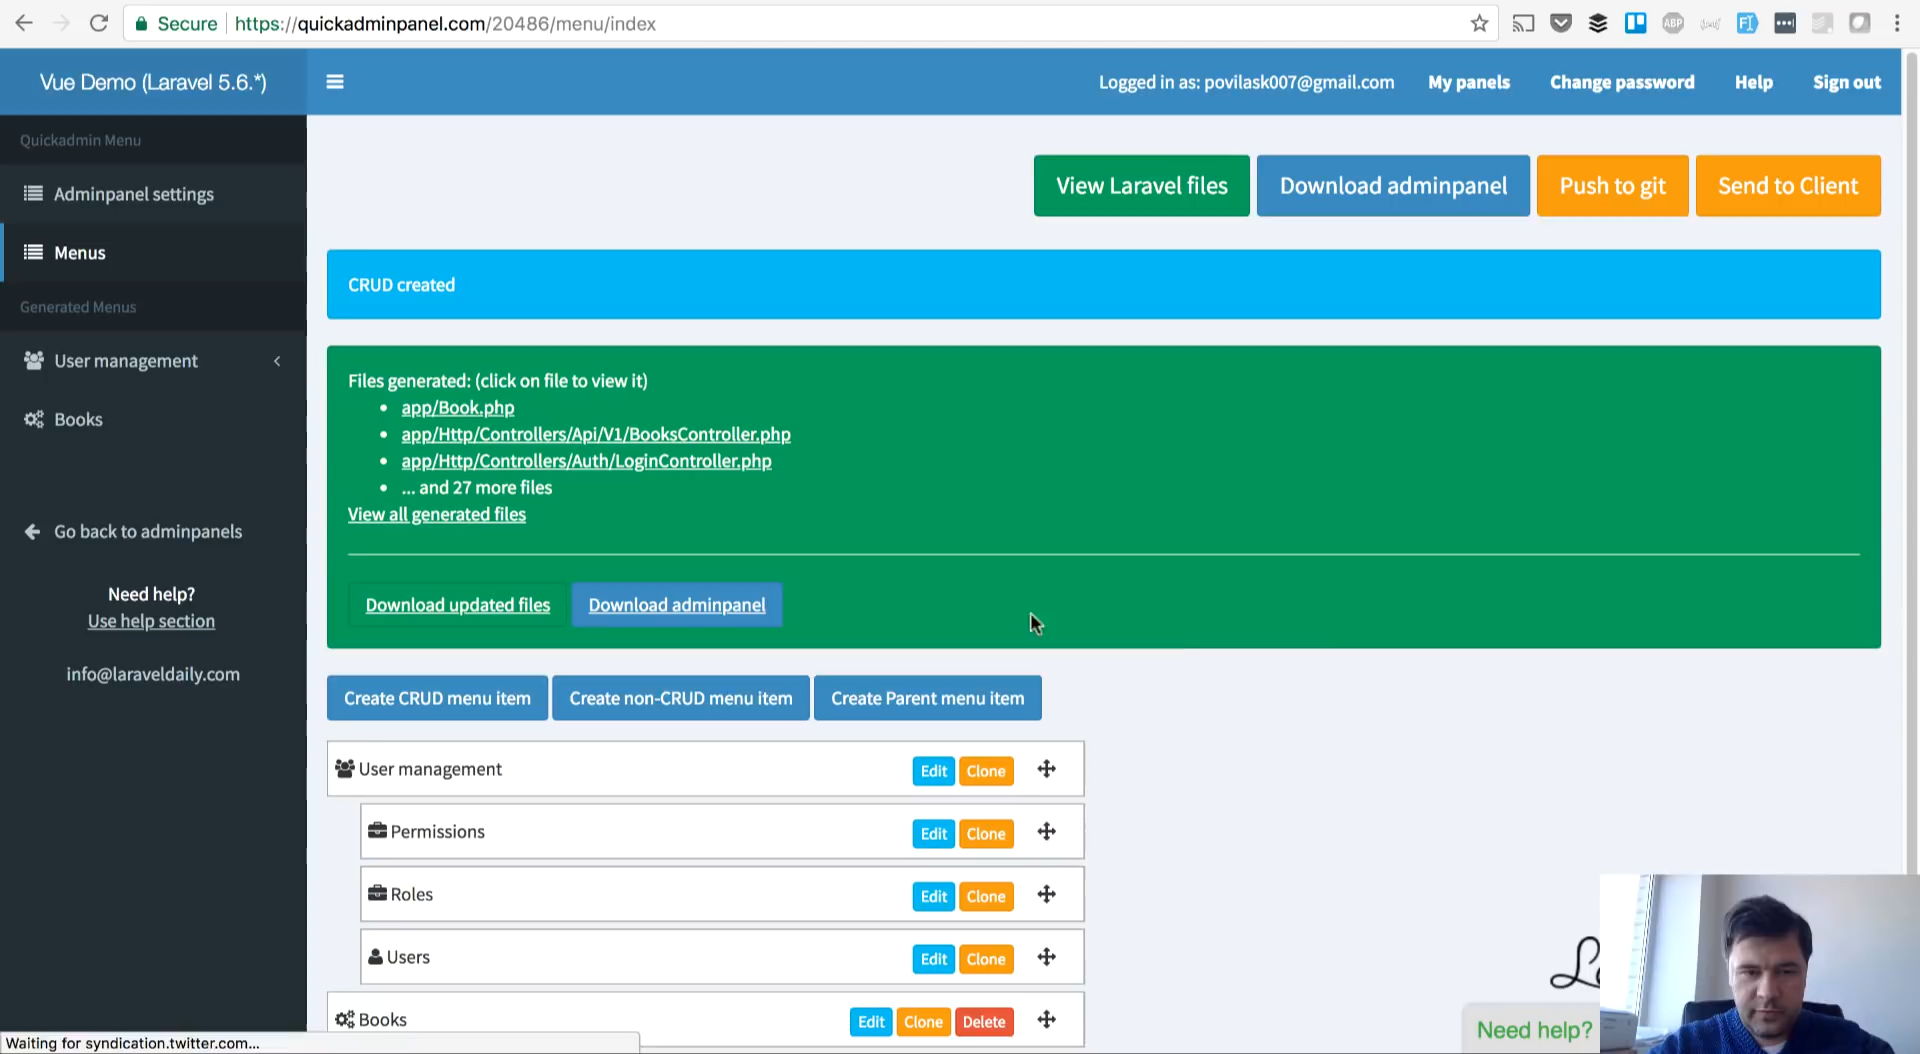 Secure https://quickadminpanel.com/20486/menu/index
Vue Demo (Laravel 5.6.*)
Logged in as: povilask007@gmail.com My panels Change password Help Sign out
Quickadmin Menu
Adminpanel settings
Menus
Generated Menus
User management
Books
Go back to adminpanels
Need help?
Use help section
info@laraveldaily.com
View Laravel files Download adminpanel Push to git Send to Client
CRUD created
Files generated: (click on file to view it)
app/Book.php
app/Http/Controllers/Api/V1/BooksController.php
app/Http/Controllers/Auth/LoginController.php
... and 27 more files
View all generated files
Download updated files Download adminpanel
Create CRUD menu item Create non-CRUD menu item Create Parent menu item
User management Edit Clone
Permissions Edit Clone
Roles Edit Clone
Users Edit Clone
Books Edit Clone Delete
Need help?
Waiting for syndication.twitter.com...
ABP